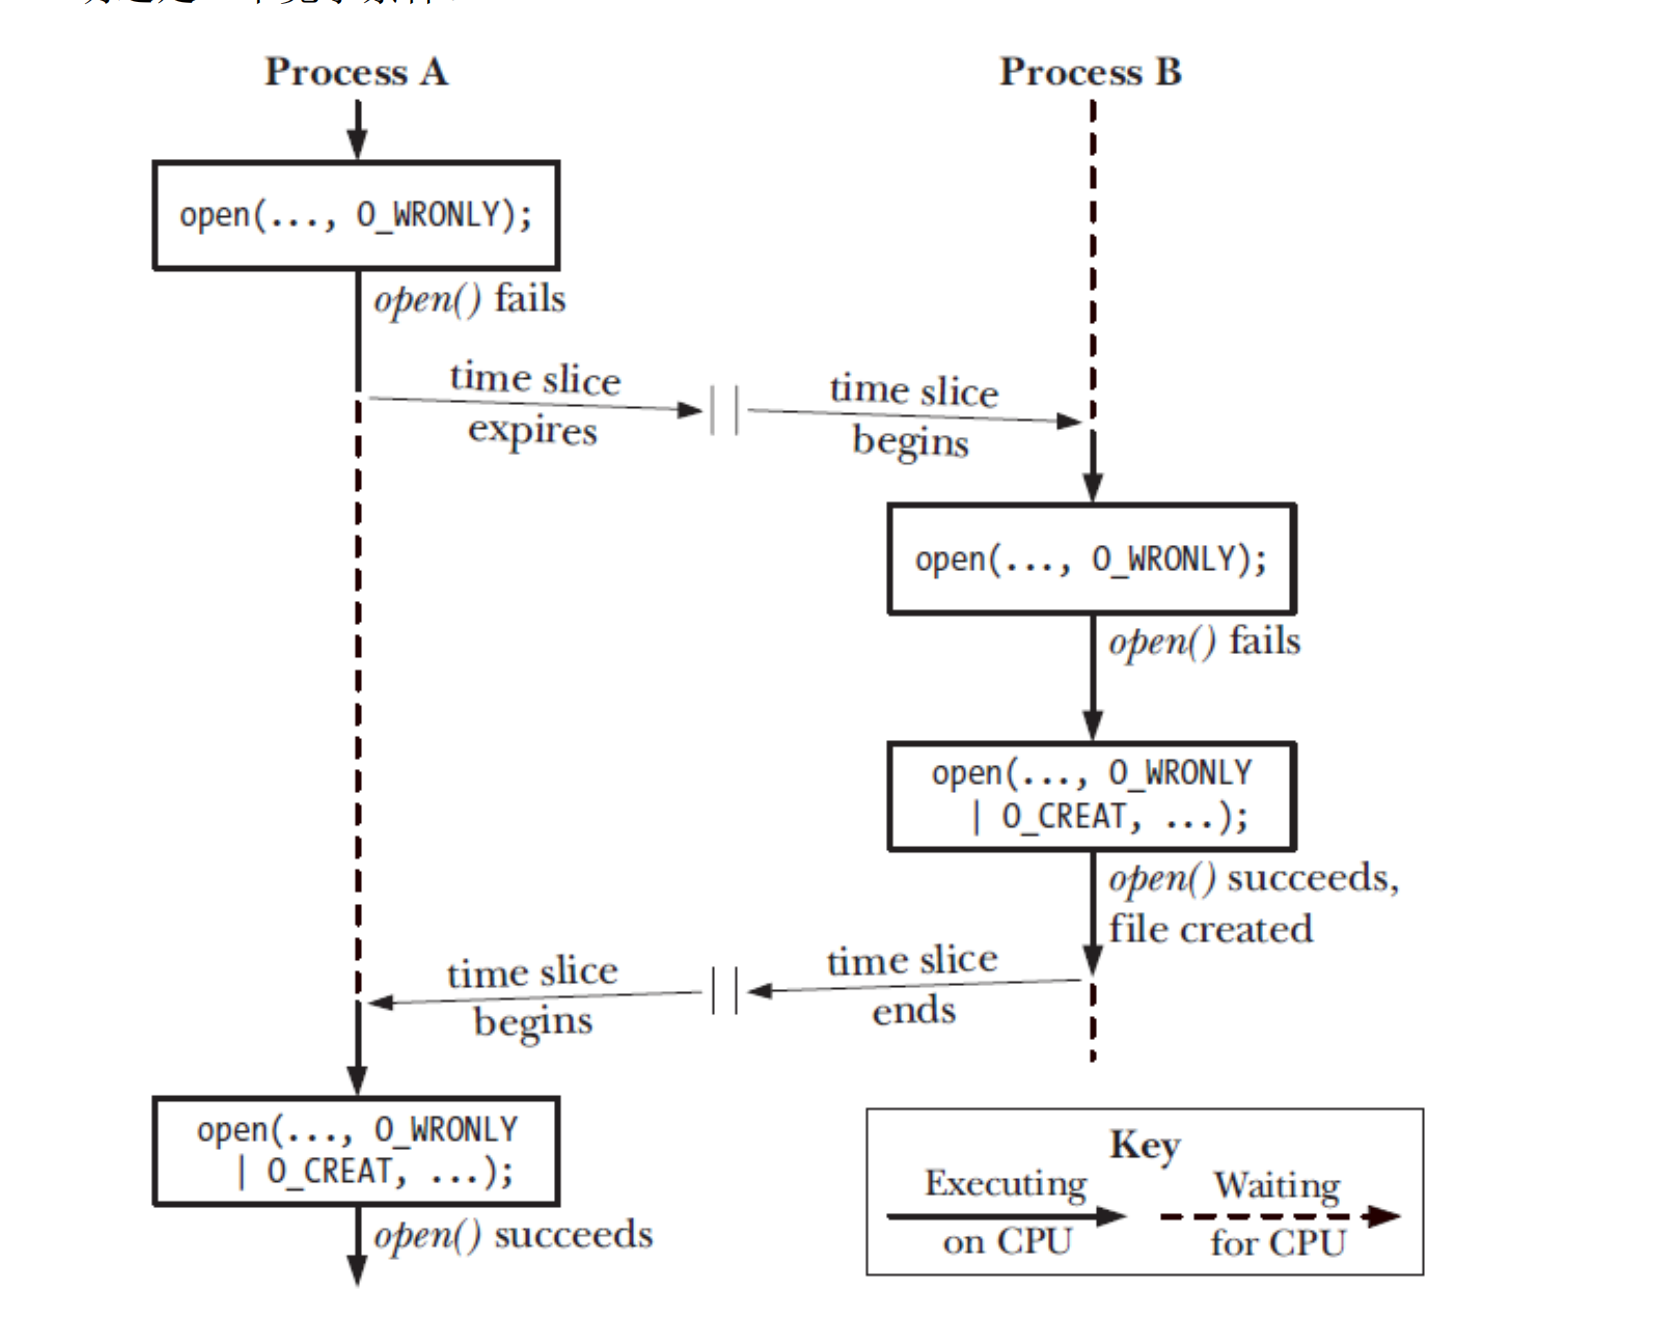 Process A
Process B
open(..., O_WRONLY);
open() fails
time slice
expires
time slice
begins
open(..., O_WRONLY);
open() fails
open(..., O_WRONLY
| O_CREAT, ...);
open() succeeds,
file created
time slice
ends
time slice
begins
open(..., O_WRONLY
| O_CREAT, ...);
open() succeeds
Key
Executing
on CPU
Waiting
for CPU